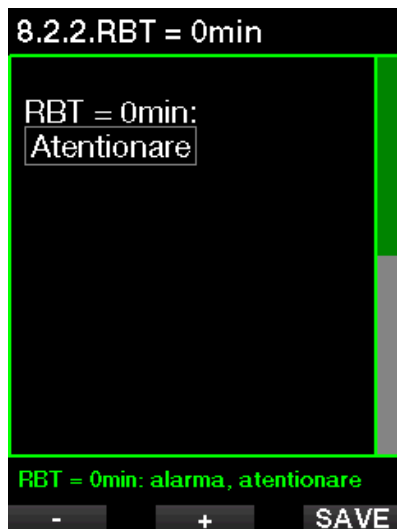 8.2.2.RBT = 0min
RBT = 0min:
Atentionare
RBT = 0min: alarma, atentionare
- + SAVE